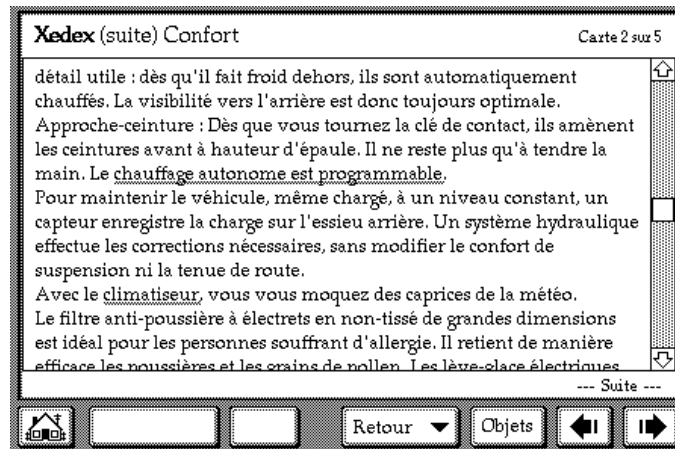 Xedex (suite) Confort
Carte 2 sur 5
détail utile : dès qu'il fait froid dehors, ils sont automatiquement
chauffés. La visibilité vers l'arrière est donc toujours optimale.
Approche-ceinture : Dès que vous tournez la clé de contact, ils amènent
les ceintures avant à hauteur d'épaule. Il ne reste plus qu'à tendre la
main. Le chauffage autonome est programmable.
Pour maintenir le véhicule, même chargé, à un niveau constant, un
capteur enregistre la charge sur l'essieu arrière. Un système hydraulique
effectue les corrections nécessaires, sans modifier le confort de
suspension ni la tenue de route.
Avec le climatiseur, vous vous moquez des caprices de la météo.
Le filtre anti-poussière à électrets en non-tissé de grandes dimensions
est idéal pour les personnes souffrant d'allergie. Il retient de manière
efficace les poussières et les grains de pollen. Les lève-glace électriques
--- Suite ---
Retour
Objets